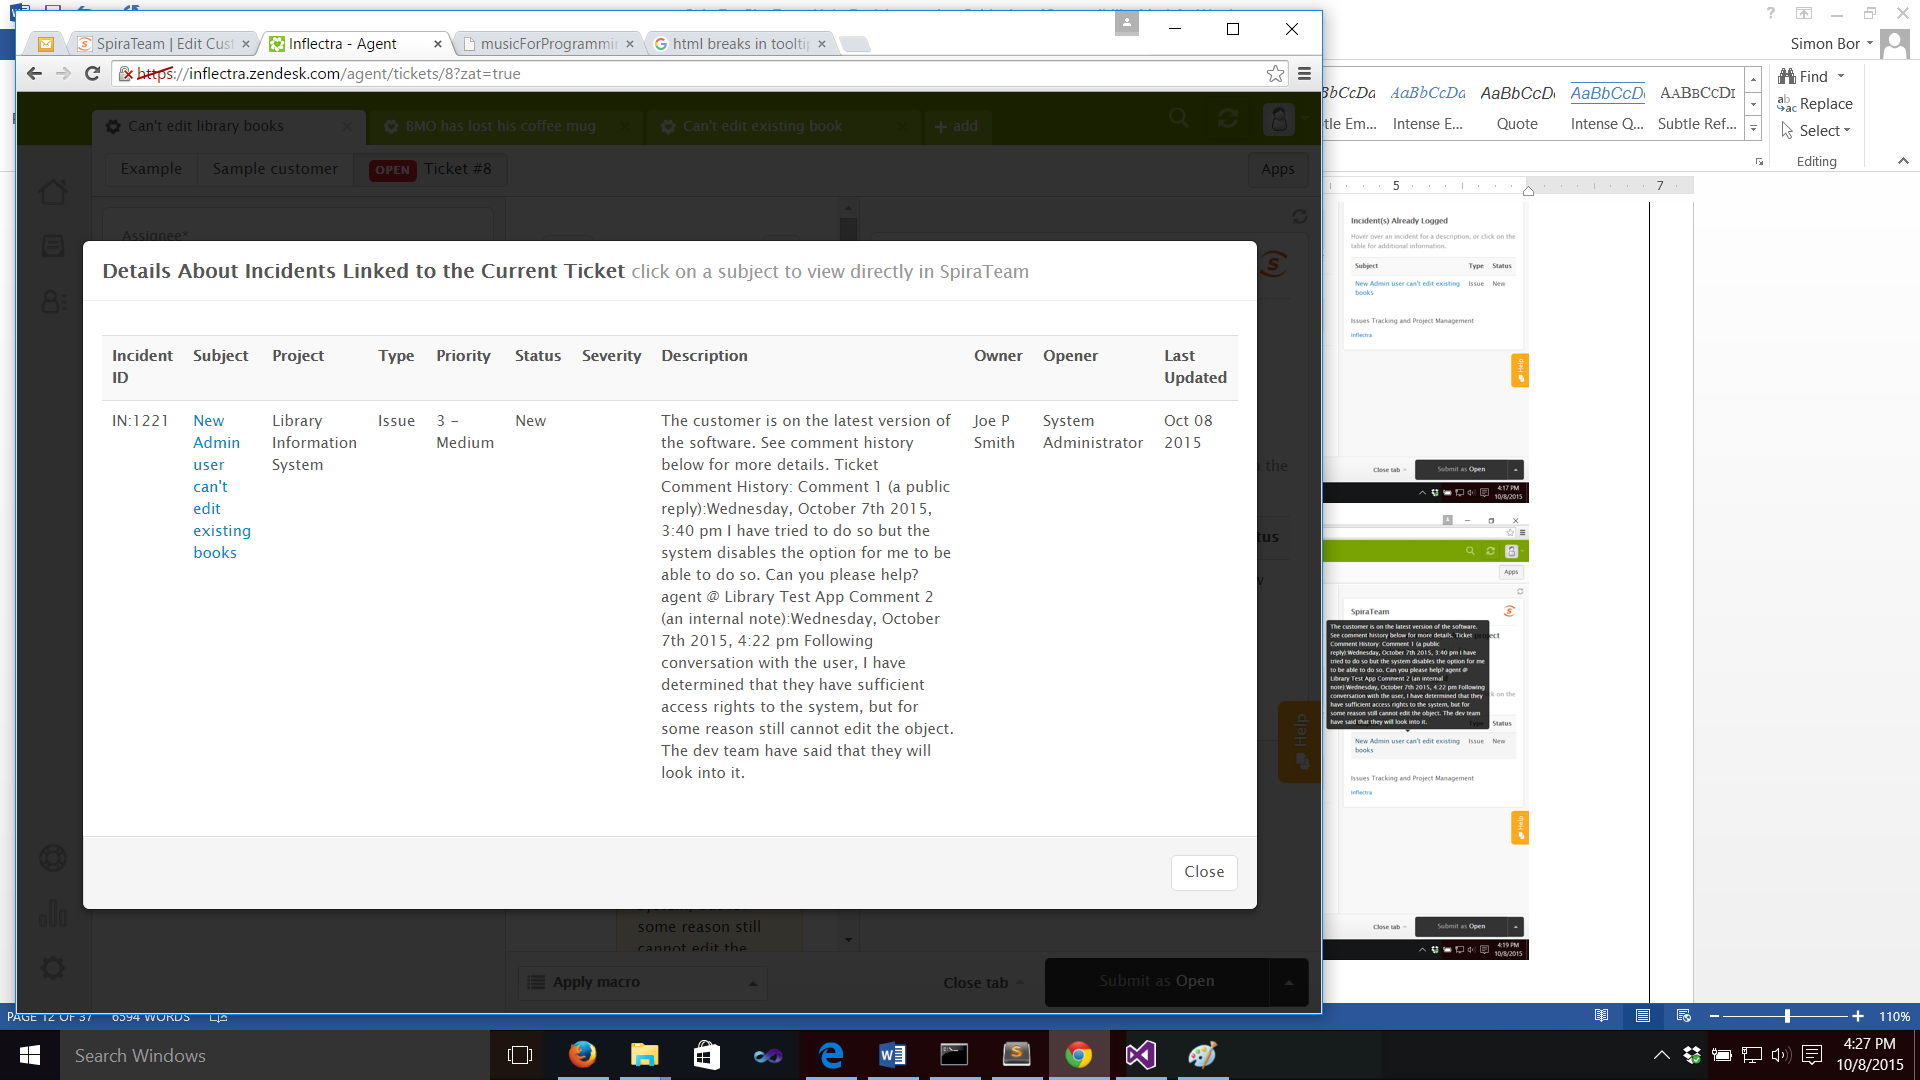 SpiraTeam | Edit Cust
Inflectra - Agent
musicForProgrammin
html breaks in tooltip
https://inflectra.zendesk.com/agent/tickets/8?zat=true
Can't edit library books
BMO has lost his coffee mug
Can't edit existing book
add
Example
Sample customer
OPEN Ticket #8
Apps
Assignee*
Details About Incidents Linked to the Current Ticket click on a subject to view directly in SpiraTeam
Incident ID
Subject
Project
Type
Priority
Status
Severity
Description
Owner
Opener
Last Updated
IN:1221
New
Admin
user
can't
edit
existing
books
Library
Information
System
Issue
3 -
Medium
New
The customer is on the latest version of
the software. See comment history
below for more details. Ticket
Comment History: Comment 1 (a public
reply):Wednesday, October 7th 2015,
3:40 pm I have tried to do so but the
system disables the option for me to be
able to do so. Can you please help?
agent @ Library Test App Comment 2
(an internal note):Wednesday, October
7th 2015, 4:22 pm Following
conversation with the user, I have
determined that they have sufficient
access rights to the system, but for
some reason still cannot edit the object.
The dev team have said that they will
look into it.
Joe P
Smith
System
Administrator
Oct 08
2015
Close
some reason still
cannot edit the
Apply macro
Close tab
Submit as Open
Help
Simon Bor
AaBbCcDd
Intense E...
AaBbCcDc
Quote
Intense Q...
AABBCCDI
Subtle Ref...
Find
Replace
Select
Editing
5
7
Incident(s) Already Logged
Hover over an incident for a description, or click on the
table for additional information.
Subject Type Status
New Admin user can't edit existing Issue New
books
Issues Tracking and Project Management
Inflectra
Help
Close tab
Submit as Open
4:17 PM
10/8/2015
Apps
SpiraTeam
The customer is on the latest version of the software.
See comment history below for more details. Ticket
Comment History: Comment 1 (a public
reply):Wednesday, October 7th 2015, 3:40 pm I have
tried to do so but the system disables the option for me
to be able to do so. Can you please help? agent @
Library Test App Comment 2 (an internal
note):Wednesday, October 7th 2015, 4:22 pm Following
conversation with the user, I have determined that they
have sufficient access rights to the system, but for
some reason still cannot edit the object. The dev team
have said that they will look into it.
Status
New Admin user can't edit existing Issue New
books
Issues Tracking and Project Management
Inflectra
Help
Close tab
Submit as Open
4:19 PM
10/8/2015
PAGE 12 OF 37
6594 WORDS
110%
Search Windows
4:27 PM
10/8/2015